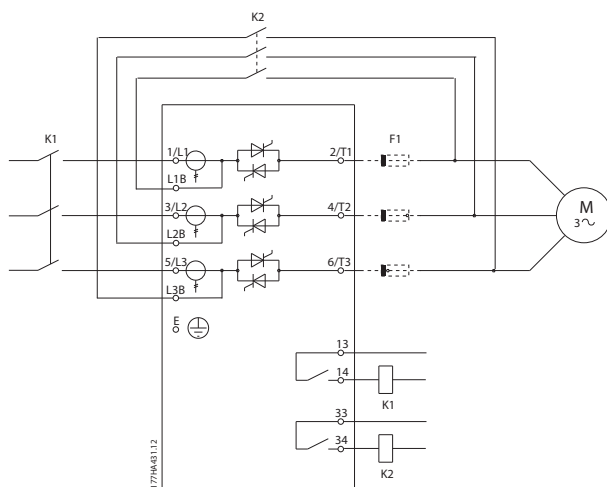 K2
K1
1/L1
2/T1
F1
L1B
3/L2
4/T2
M
3~
L2B
5/L3
6/T3
L3B
E
13
14
K1
33
34
K2
177HA431.12